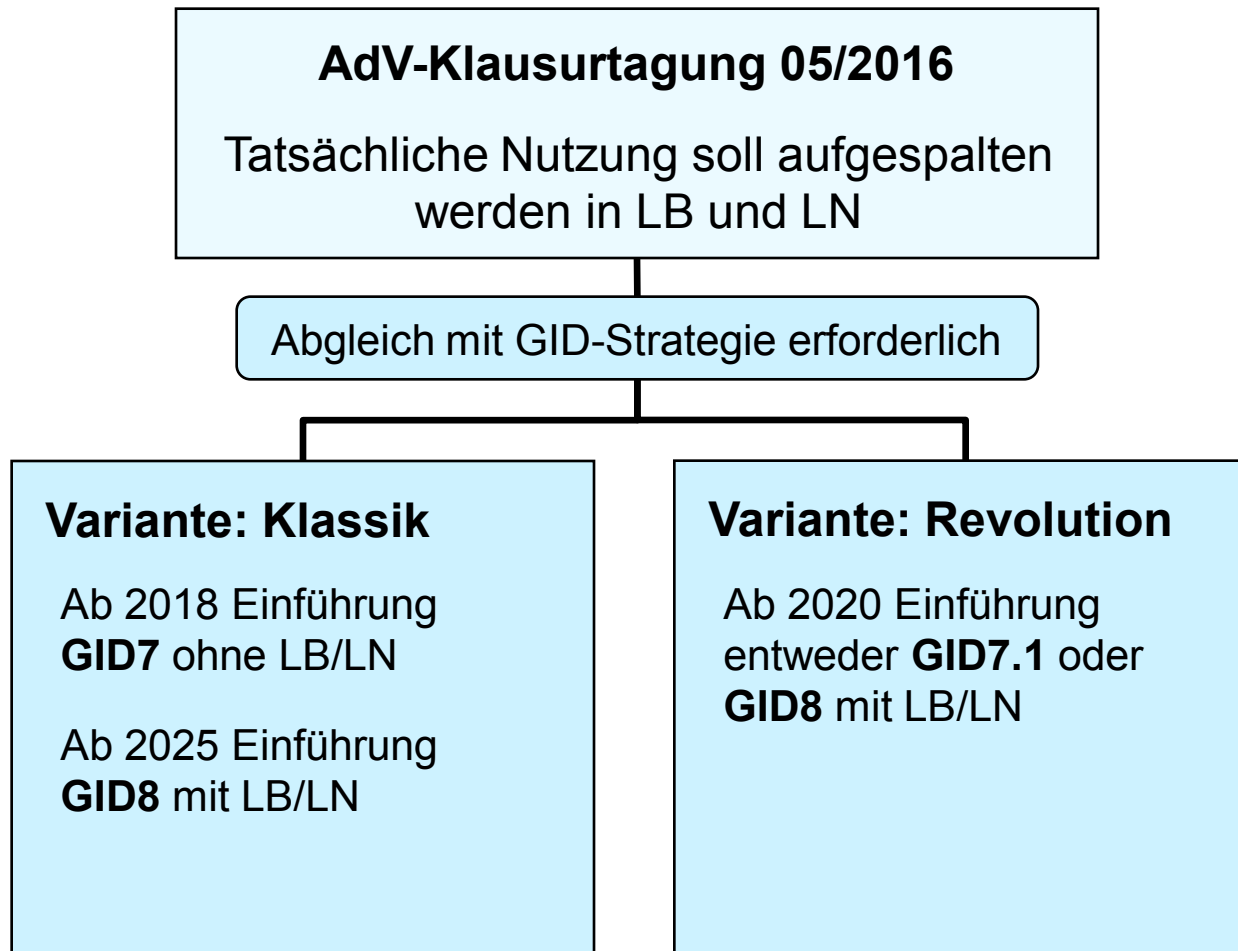 AdV-Klausurtagung 05/2016
Tatsächliche Nutzung soll aufgespalten
werden in LB und LN
Abgleich mit GID-Strategie erforderlich
Variante: Klassik
Ab 2018 Einführung
GID7 ohne LB/LN
Ab 2025 Einführung
GID8 mit LB/LN
Variante: Revolution
Ab 2020 Einführung
entweder GID7.1 oder
GID8 mit LB/LN